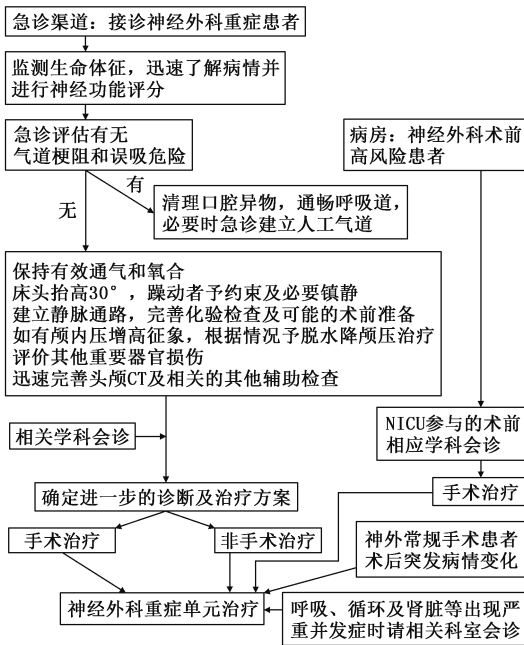 急诊渠道：接诊神经外科重症患者
监测生命体征，迅速了解病情并
进行神经功能评分
急诊评估有无
气道梗阻和误吸危险
病房：神经外科术前
高风险患者
有
无
清理口腔异物，通畅呼吸道，
必要时急诊建立人工气道
保持有效通气和氧合
床头抬高30°，躁动者予约束及必要镇静
建立静脉通路，完善化验检查及可能的术前准备
如有颅内压增高征象，根据情况予脱水降颅压治疗
评价其他重要器官损伤
迅速完善头颅CT及相关的其他辅助检查
相关学科会诊
NICU参与的术前
相应学科会诊
确定进一步的诊断及治疗方案
手术治疗
手术治疗
非手术治疗
神外常规手术患者
术后突发病情变化
神经外科重症单元治疗
呼吸、循环及肾脏等出现严
重并发症时请相关科室会诊